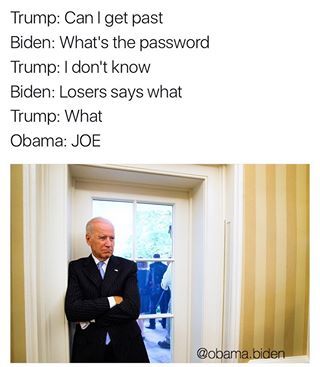 Trump: Can I get past
Biden: What's the password
Trump: I don't know
Biden: Losers says what
Trump: What
Obama: JOE
@obama.biden